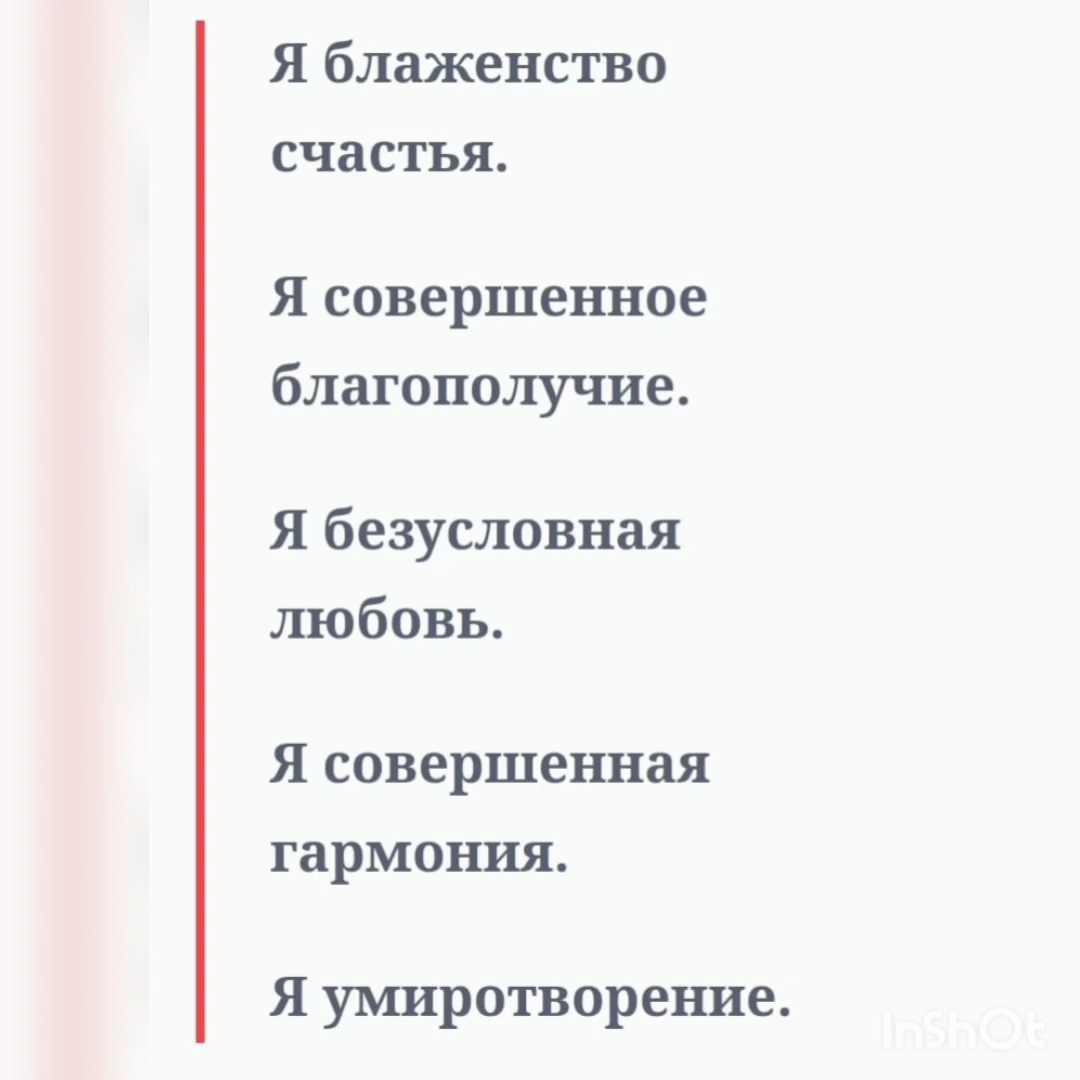 Я блаженство
счастья.
Я совершенное
благополучие.
Я безусловная
любовь.
Я совершенная
гармония.
Я умиротворение.
InShOt